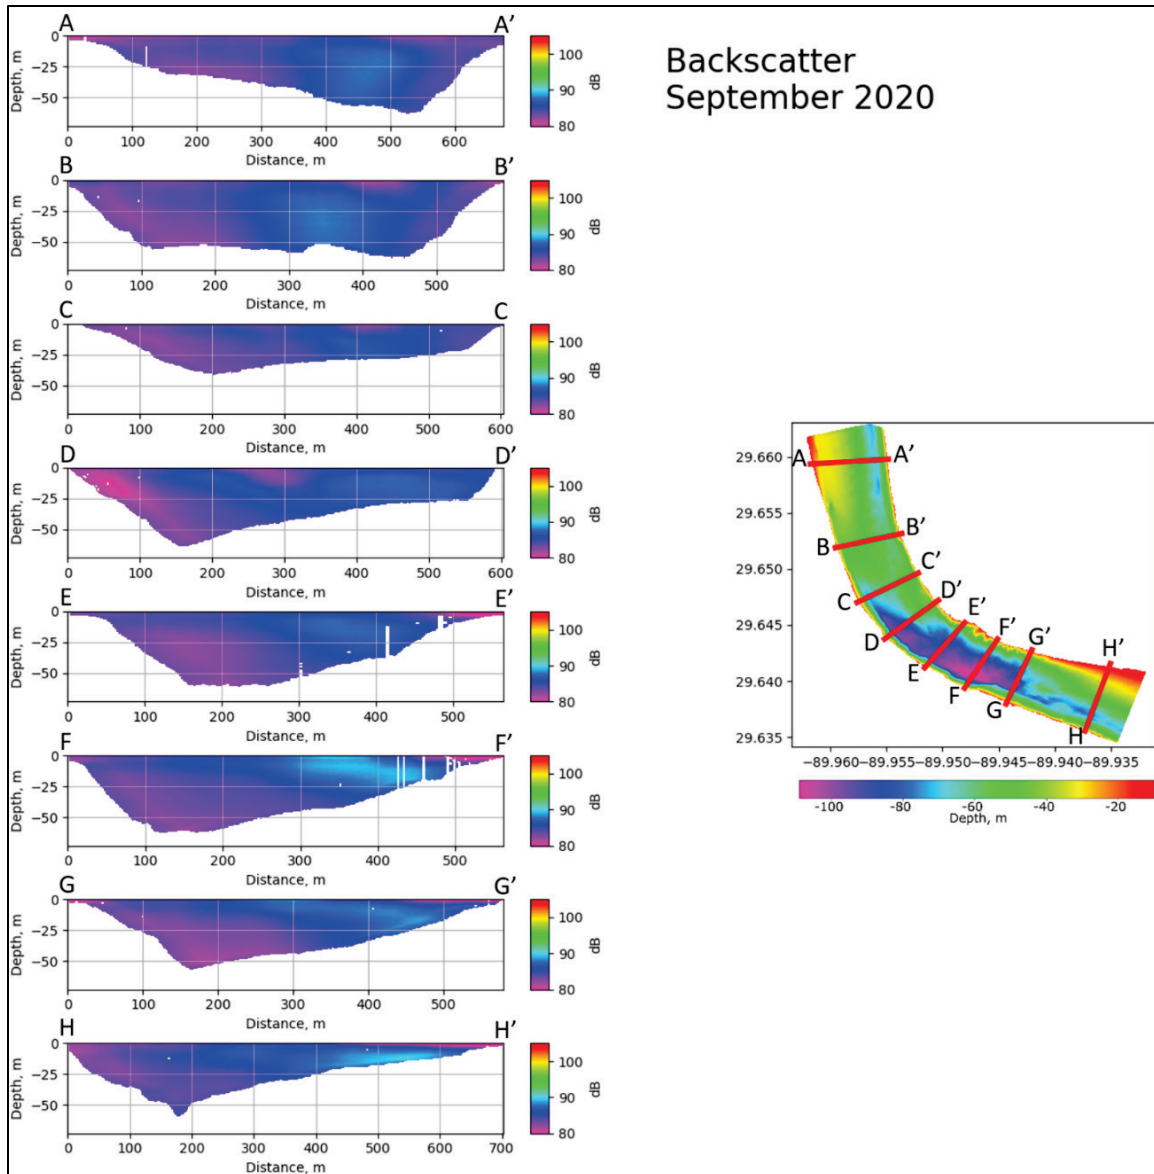 Backscatter
September 2020
A A’
Depth, m
0
−25
−50
0 100 200 300 400 500 600
Distance, m
100
90
80
dB
B B’
Depth, m
0
−25
−50
0 100 200 300 400 500
Distance, m
100
90
80
dB
C C
Depth, m
0
−25
−50
0 100 200 300 400 500 600
Distance, m
100
90
80
dB
D D’
Depth, m
0
−25
−50
0 100 200 300 400 500
Distance, m
100
90
80
dB
E E’
Depth, m
0
−25
−50
0 100 200 300 400 500
Distance, m
100
90
80
dB
F F’
Depth, m
0
−25
−50
0 100 200 300 400 500
Distance, m
100
90
80
dB
G G’
Depth, m
0
−25
−50
0 100 200 300 400 500
Distance, m
100
90
80
dB
H H’
Depth, m
0
−25
−50
0 100 200 300 400 500 600 700
Distance, m
100
90
80
dB
29.660
29.655
29.650
29.645
29.640
29.635
A A’
B B’
C C’
D D’
E E’
F F’
G G’
H H’
−89.960 −89.955 −89.950 −89.945 −89.940 −89.935
-100 -80 -60 -40 -20
Depth, m